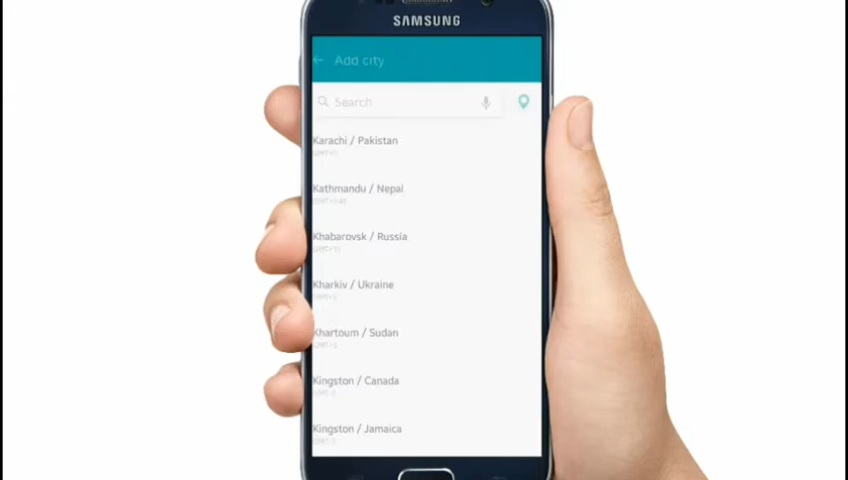 SAMSUNG
Add city
Search
Karachi / Pakistan
Kathmandu / Nepal
Khabarovsk / Russia
Kharkiv / Ukraine
Khartoum / Sudan
Kingston / Canada
Kingston / Jamaica